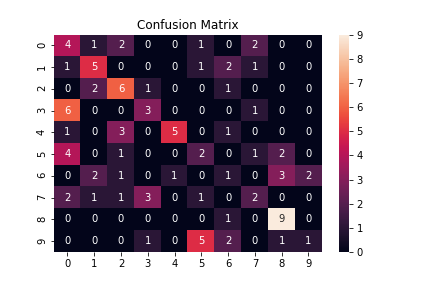 Confusion Matrix
0 4 1 2 0 0 1 0 2 0 0
1 1 5 0 0 0 1 2 1 0 0
2 0 2 6 1 0 0 1 0 0 0
3 6 0 0 3 0 0 0 1 0 0
4 1 0 3 0 5 0 1 0 0 0
5 4 0 1 0 0 2 0 1 2 0
6 0 2 1 0 1 0 1 0 3 2
7 2 1 1 3 0 1 0 2 0 0
8 0 0 0 0 0 0 1 0 9 0
9 0 0 0 1 0 5 2 0 1 1
0 1 2 3 4 5 6 7 8 9
9
8
7
6
5
4
3
2
1
0